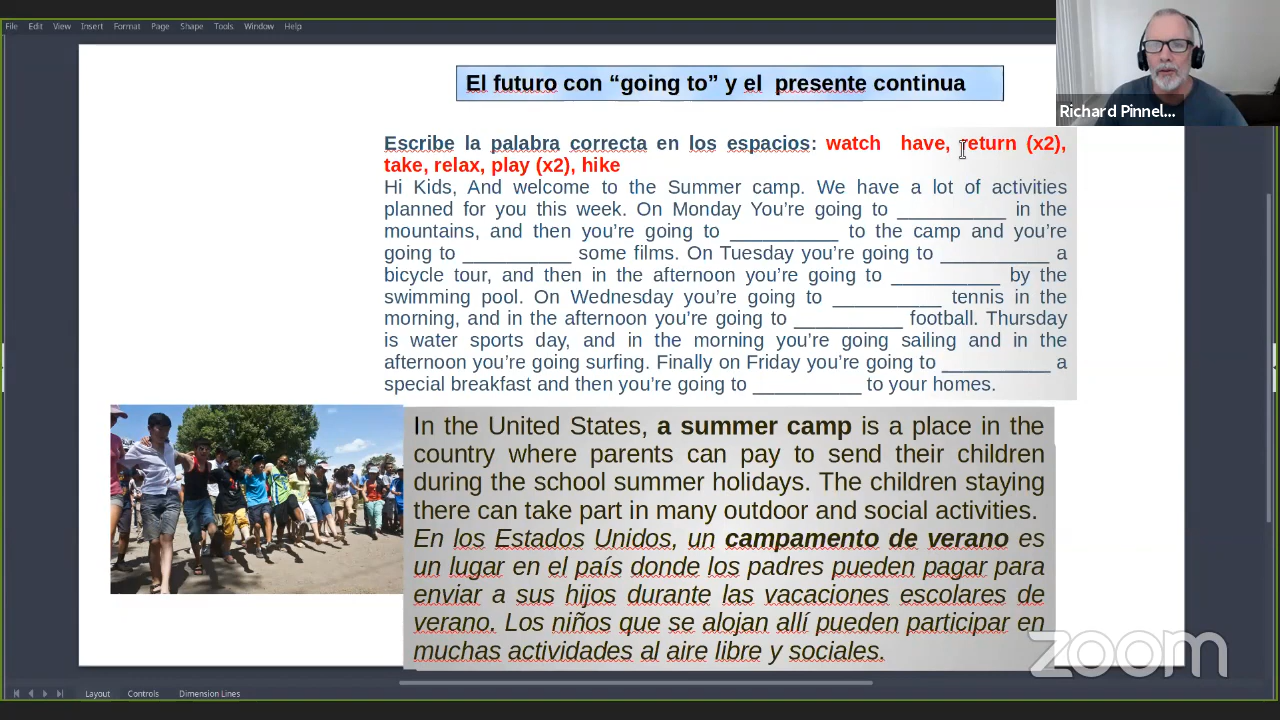 File Edit View Insert Format Page Shape Tools Window Help
El futuro con “going to” y el presente continua
Richard Pinnel...
Escribe la palabra correcta en los espacios: watch have, return (x2),
take, relax, play (x2), hike
Hi Kids, And welcome to the Summer camp. We have a lot of activities
planned for you this week. On Monday You’re going to __________ in the
mountains, and then you’re going to __________ to the camp and you’re
going to __________ some films. On Tuesday you’re going to __________ a
bicycle tour, and then in the afternoon you’re going to __________ by the
swimming pool. On Wednesday you’re going to __________ tennis in the
morning, and in the afternoon you’re going to __________ football. Thursday
is water sports day, and in the morning you’re going sailing and in the
afternoon you’re going surfing. Finally on Friday you’re going to __________ a
special breakfast and then you’re going to __________ to your homes.
In the United States, a summer camp is a place in the
country where parents can pay to send their children
during the school summer holidays. The children staying
there can take part in many outdoor and social activities.
En los Estados Unidos, un campamento de verano es
un lugar en el país donde los padres pueden pagar para
enviar a sus hijos durante las vacaciones escolares de
verano. Los niños que se alojan allí pueden participar en
muchas actividades al aire libre y sociales.
zoom
Layout Controls Dimension Lines